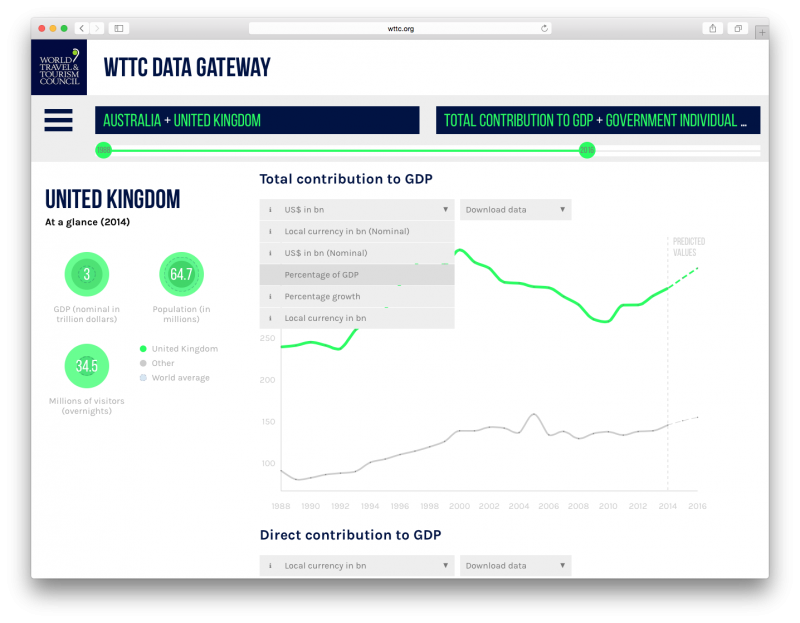 wttc.org
WORLD
TRAVEL &
TOURISM
COUNCIL
WTTC DATA GATEWAY
AUSTRALIA + UNITED KINGDOM
TOTAL CONTRIBUTION TO GDP + GOVERNMENT INDIVIDUAL ...
1988
2016
UNITED KINGDOM
At a glance (2014)
3
64.7
GDP (nominal in
trillion dollars)
Population (in
millions)
34.5
Millions of visitors
(overnights)
United Kingdom
Other
World average
Total contribution to GDP
i US$ in bn ▼
Download data ▼
i Local currency in bn (Nominal)
i US$ in bn (Nominal)
Percentage of GDP
i Percentage growth
i Local currency in bn
PREDICTED
VALUES
250
200
150
100
1988 1990 1992 1994 1996 1998 2000 2002 2004 2006 2008 2010 2012 2014 2016
Direct contribution to GDP
i Local currency in bn ▼
Download data ▼